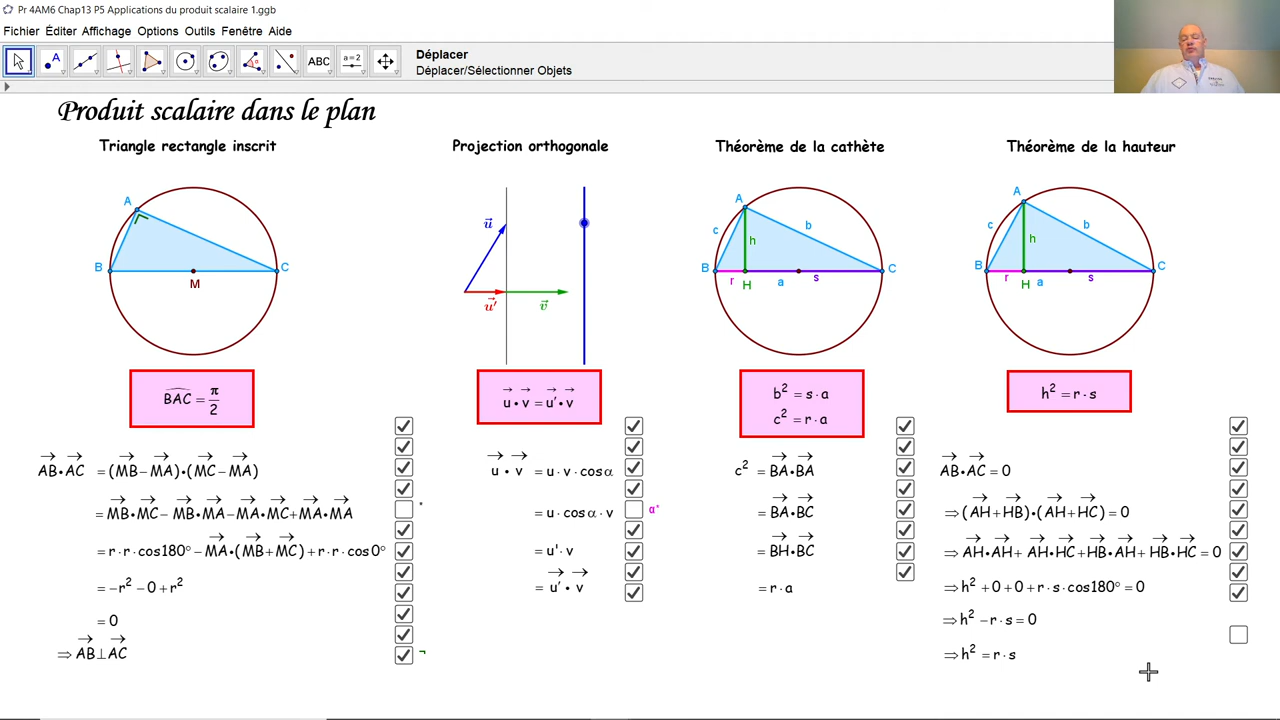 Pr 4AM6 Chap13 P5 Applications du produit scalaire 1.ggb
Fichier Éditer Affichage Options Outils Fenêtre Aide
A
α
ABC
a=2
Déplacer
Déplacer/Sélectionner Objets
Produit scalaire dans le plan
Triangle rectangle inscrit
A
B
C
M
BAC = π/2
AB•AC = (MB−MA)•(MC−MA)
= MB•MC− MB•MA−MA•MC+MA•MA
= r·r·cos180°−MA•(MB+MC)+r·r·cos0°
= −r²−0+r²
= 0
⇒ AB⊥AC
Projection orthogonale
u
u'
v
u•v = u'•v
u • v = u·v·cosα
= u·cosα·v
α°
= u'·v
= u'•v
Théorème de la cathète
A
c
b
h
B
C
r
H
a
s
b² = s·a
c² = r·a
c² = BA•BA
= BA•BC
= BH•BC
= r·a
Théorème de la hauteur
A
c
b
h
B
C
r
H
a
s
h² = r·s
AB•AC = 0
⇒(AH+HB)•(AH+HC) = 0
⇒AH•AH+ AH•HC+HB•AH+ HB•HC = 0
⇒h²+0+0+r·s·cos180° = 0
⇒h²−r·s = 0
⇒h² = r·s